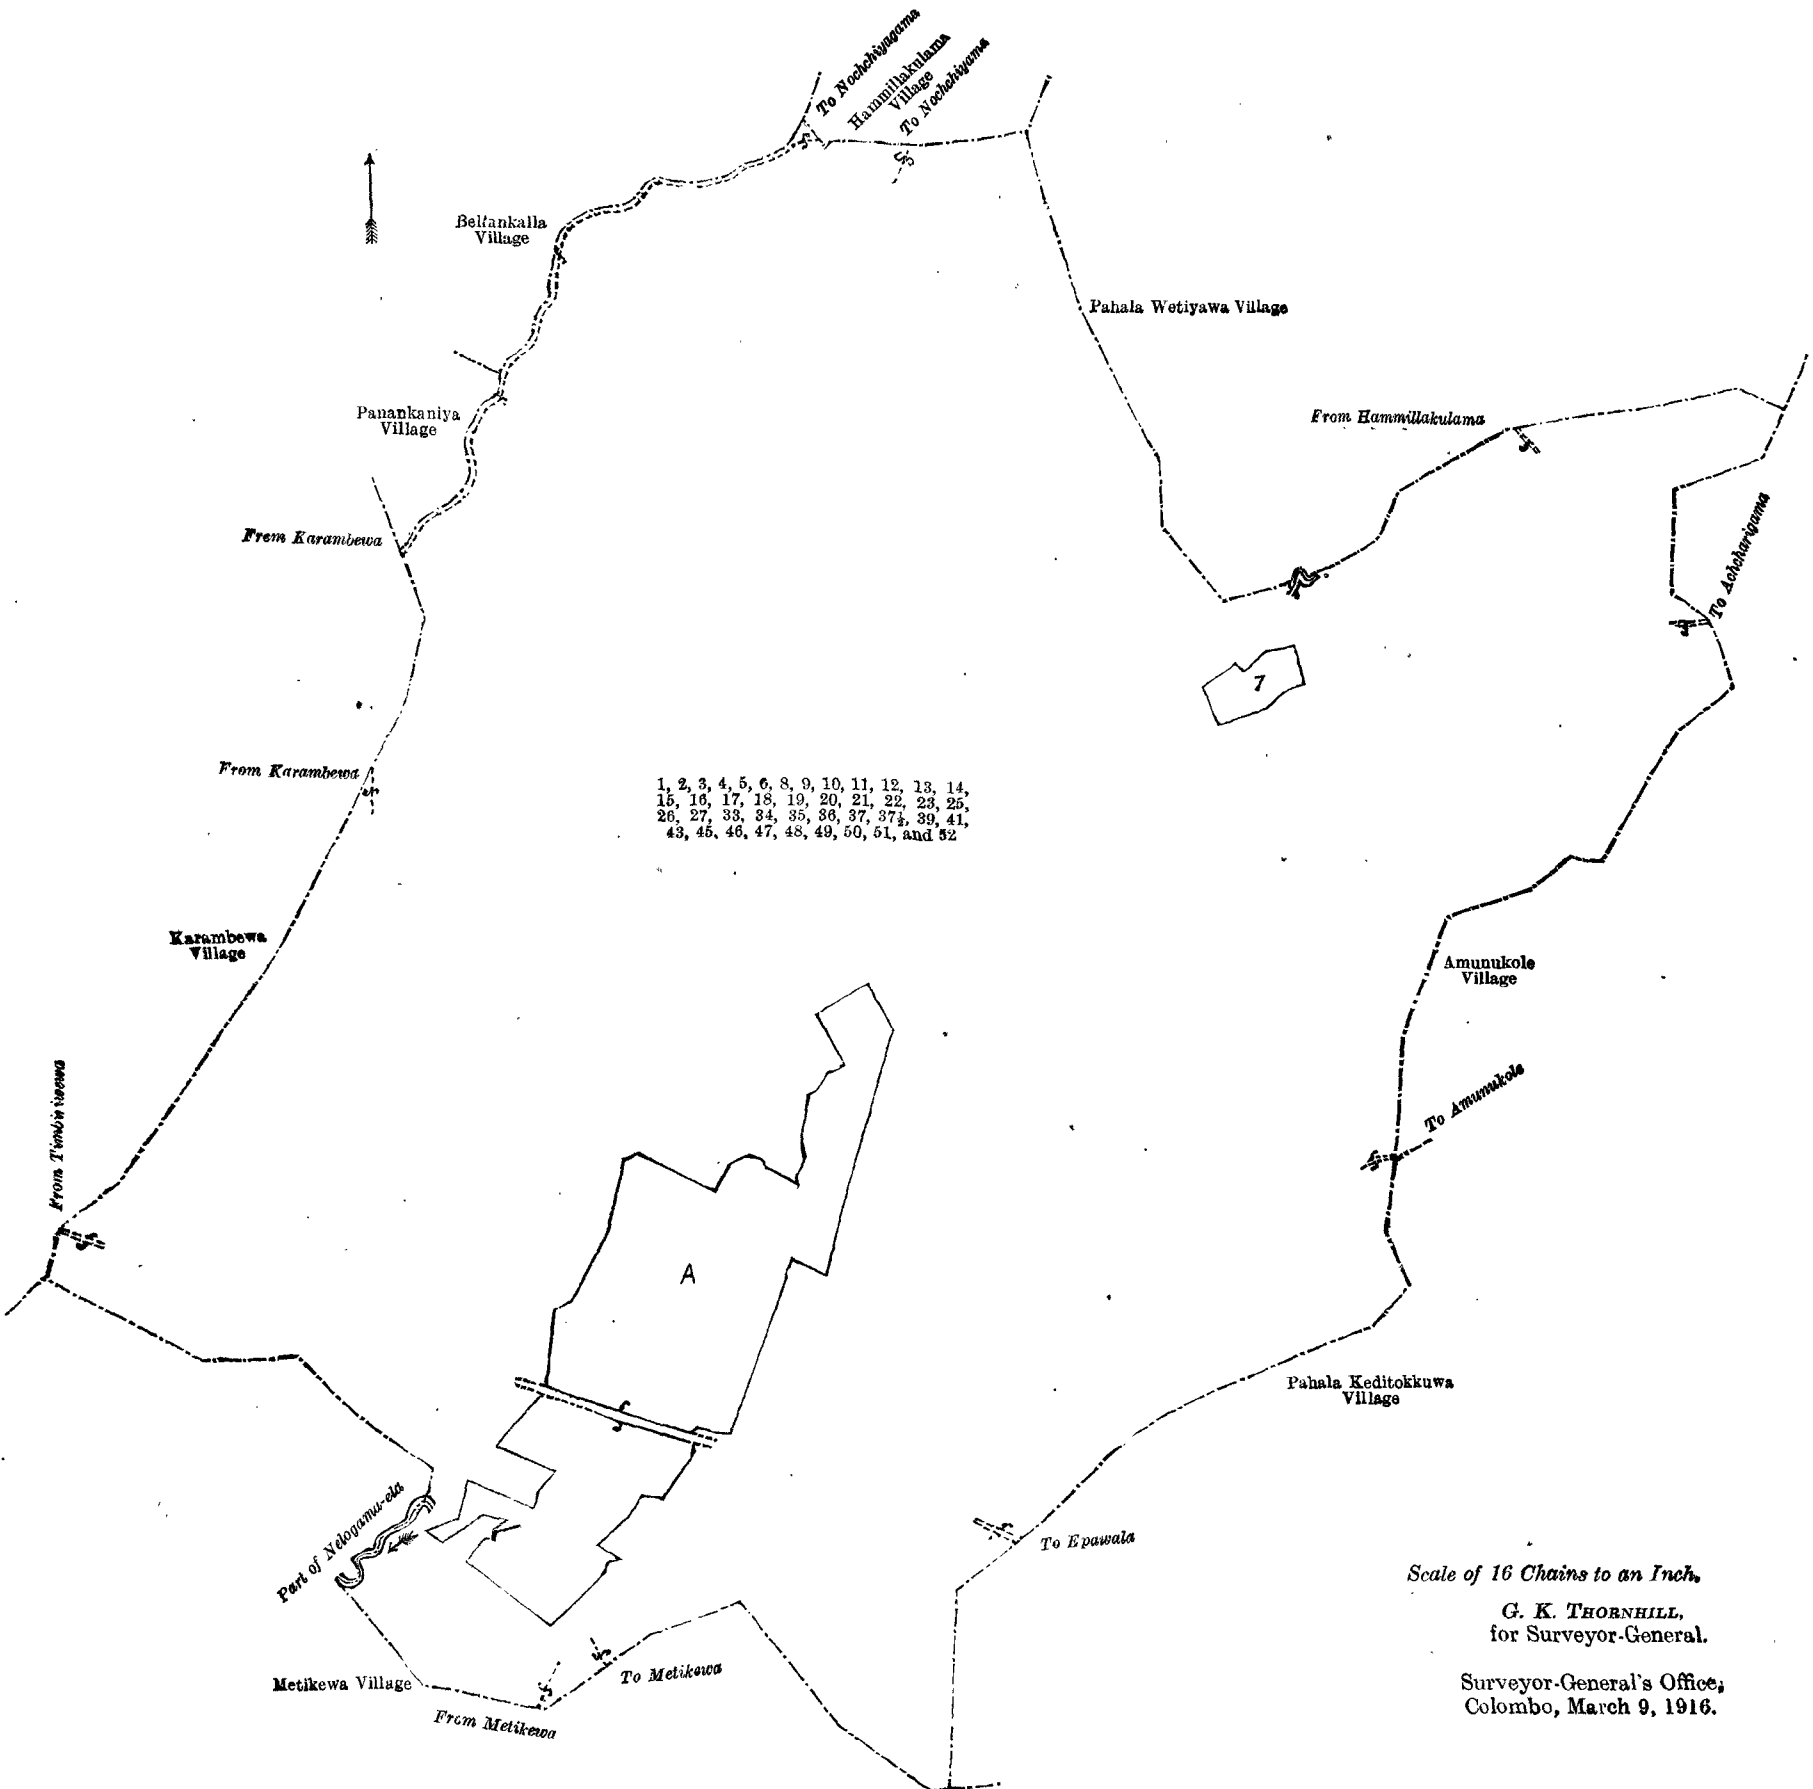 To Nochchiyagama
Hammillakulama
Village
To Nochchiyama
Beltankalla
Village
Pahala Wetiyawa Village
Panankaniya
Village
From Hammillakulama
From Karambewa
To Achcharigama
7
From Karambewa
1, 2, 3, 4, 5, 6, 8, 9, 10, 11, 12, 13, 14,
15, 16, 17, 18, 19, 20, 21, 22, 23, 25,
26, 27, 33, 34, 35, 36, 37, 37½, 39, 41,
43, 45, 46, 47, 48, 49, 50, 51, and 52
Karambewa
Village
Amunukole
Village
From
To Amunukole
A
Pahala Keditokkuwa
Village
Part of Nelogamu-ela
To Epawala
Scale of 16 Chains to an Inch.
G. K. THORNHILL,
for Surveyor-General.
Metikewa Village
To Metikewa
From Metikewa
Surveyor-General's Office,
Colombo, March 9, 1916.